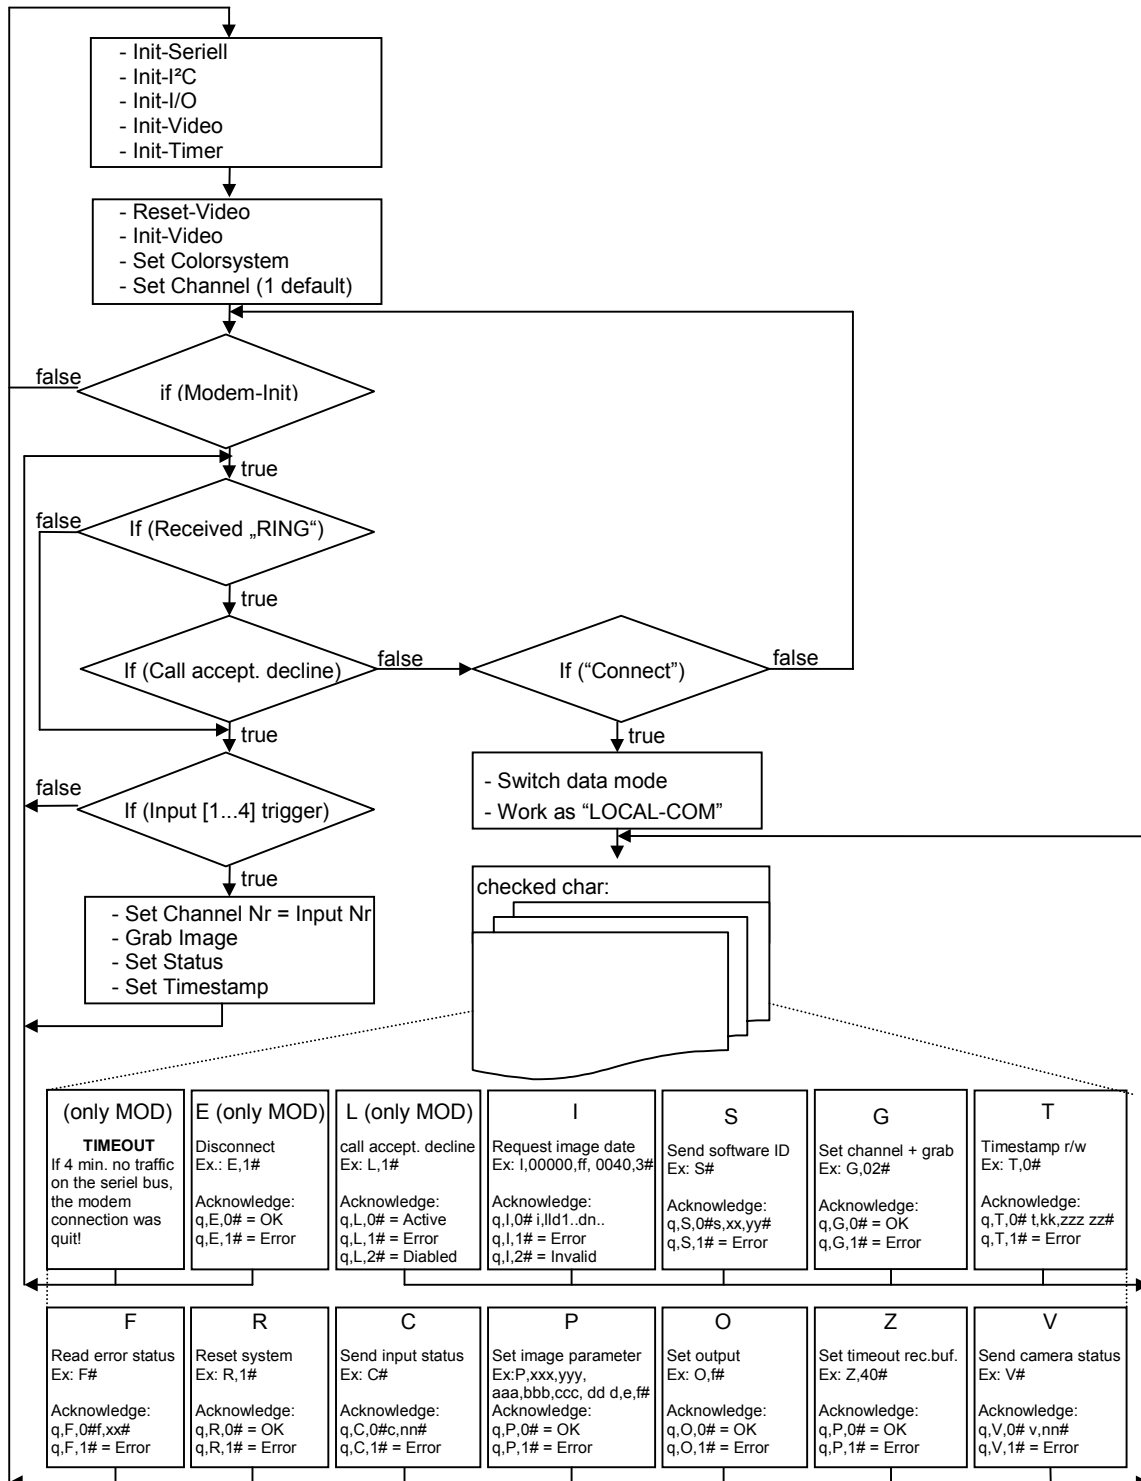 - Init-Seriell
- Init-I²C
- Init-I/O
- Init-Video
- Init-Timer
- Reset-Video
- Init-Video
- Set Colorsystem
- Set Channel (1 default)
false
if (Modem-Init)
true
false
If (Received „RING“)
true
If (Call accept. decline)
false
If (“Connect”)
false
true
true
- Switch data mode
- Work as “LOCAL-COM”
false
If (Input [1...4] trigger)
true
- Set Channel Nr = Input Nr
- Grab Image
- Set Status
- Set Timestamp
checked char:
(only MOD)
TIMEOUT
If 4 min. no traffic
on the seriel bus,
the modem
connection was
quit!
E (only MOD)
Disconnect
Ex.: E,1#
Acknowledge:
q,E,0# = OK
q,E,1# = Error
L (only MOD)
call accept. decline
Ex: L,1#
Acknowledge:
q,L,0# = Active
q,L,1# = Error
q,L,2# = Diabled
I
Request image date
Ex: I,00000,ff, 0040,3#
Acknowledge:
q,I,0# i,lld1..dn..
q,I,1# = Error
q,I,2# = Invalid
S
Send software ID
Ex: S#
Acknowledge:
q,S,0#s,xx,yy#
q,S,1# = Error
G
Set channel + grab
Ex: G,02#
Acknowledge:
q,G,0# = OK
q,G,1# = Error
T
Timestamp r/w
Ex: T,0#
Acknowledge:
q,T,0# t,kk,zzz zz#
q,T,1# = Error
F
Read error status
Ex: F#
Acknowledge:
q,F,0#f,xx#
q,F,1# = Error
R
Reset system
Ex: R,1#
Acknowledge:
q,R,0# = OK
q,R,1# = Error
C
Send input status
Ex: C#
Acknowledge:
q,C,0#c,nn#
q,C,1# = Error
P
Set image parameter
Ex:P,xxx,yyy,
aaa,bbb,ccc, dd d,e,f#
Acknowledge:
q,P,0# = OK
q,P,1# = Error
O
Set output
Ex: O,f#
Acknowledge:
q,O,0# = OK
q,O,1# = Error
Z
Set timeout rec.buf.
Ex: Z,40#
Acknowledge:
q,P,0# = OK
q,P,1# = Error
V
Send camera status
Ex: V#
Acknowledge:
q,V,0# v,nn#
q,V,1# = Error